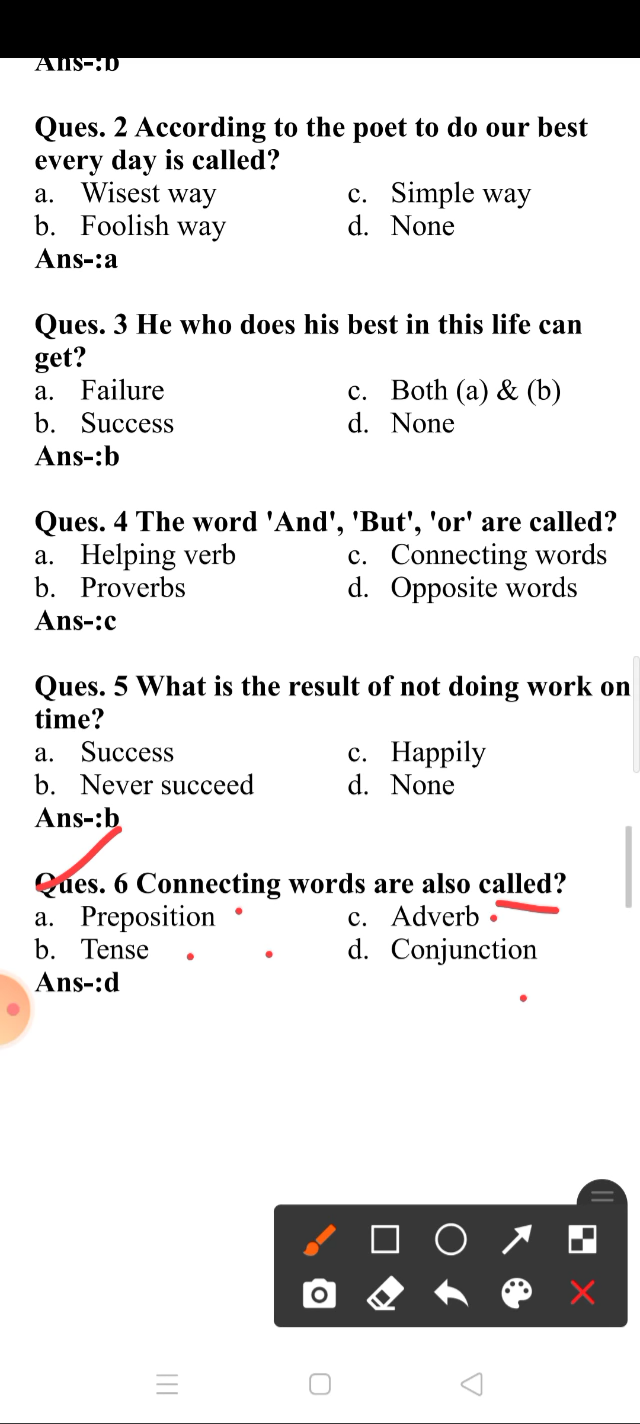 Ans-:b
Ques. 2 According to the poet to do our best
every day is called?
a. Wisest way c. Simple way
b. Foolish way d. None
Ans-:a
Ques. 3 He who does his best in this life can
get?
a. Failure c. Both (a) & (b)
b. Success d. None
Ans-:b
Ques. 4 The word 'And', 'But', 'or' are called?
a. Helping verb c. Connecting words
b. Proverbs d. Opposite words
Ans-:c
Ques. 5 What is the result of not doing work on
time?
a. Success c. Happily
b. Never succeed d. None
Ans-:b
Ques. 6 Connecting words are also called?
a. Preposition c. Adverb
b. Tense d. Conjunction
Ans-:d